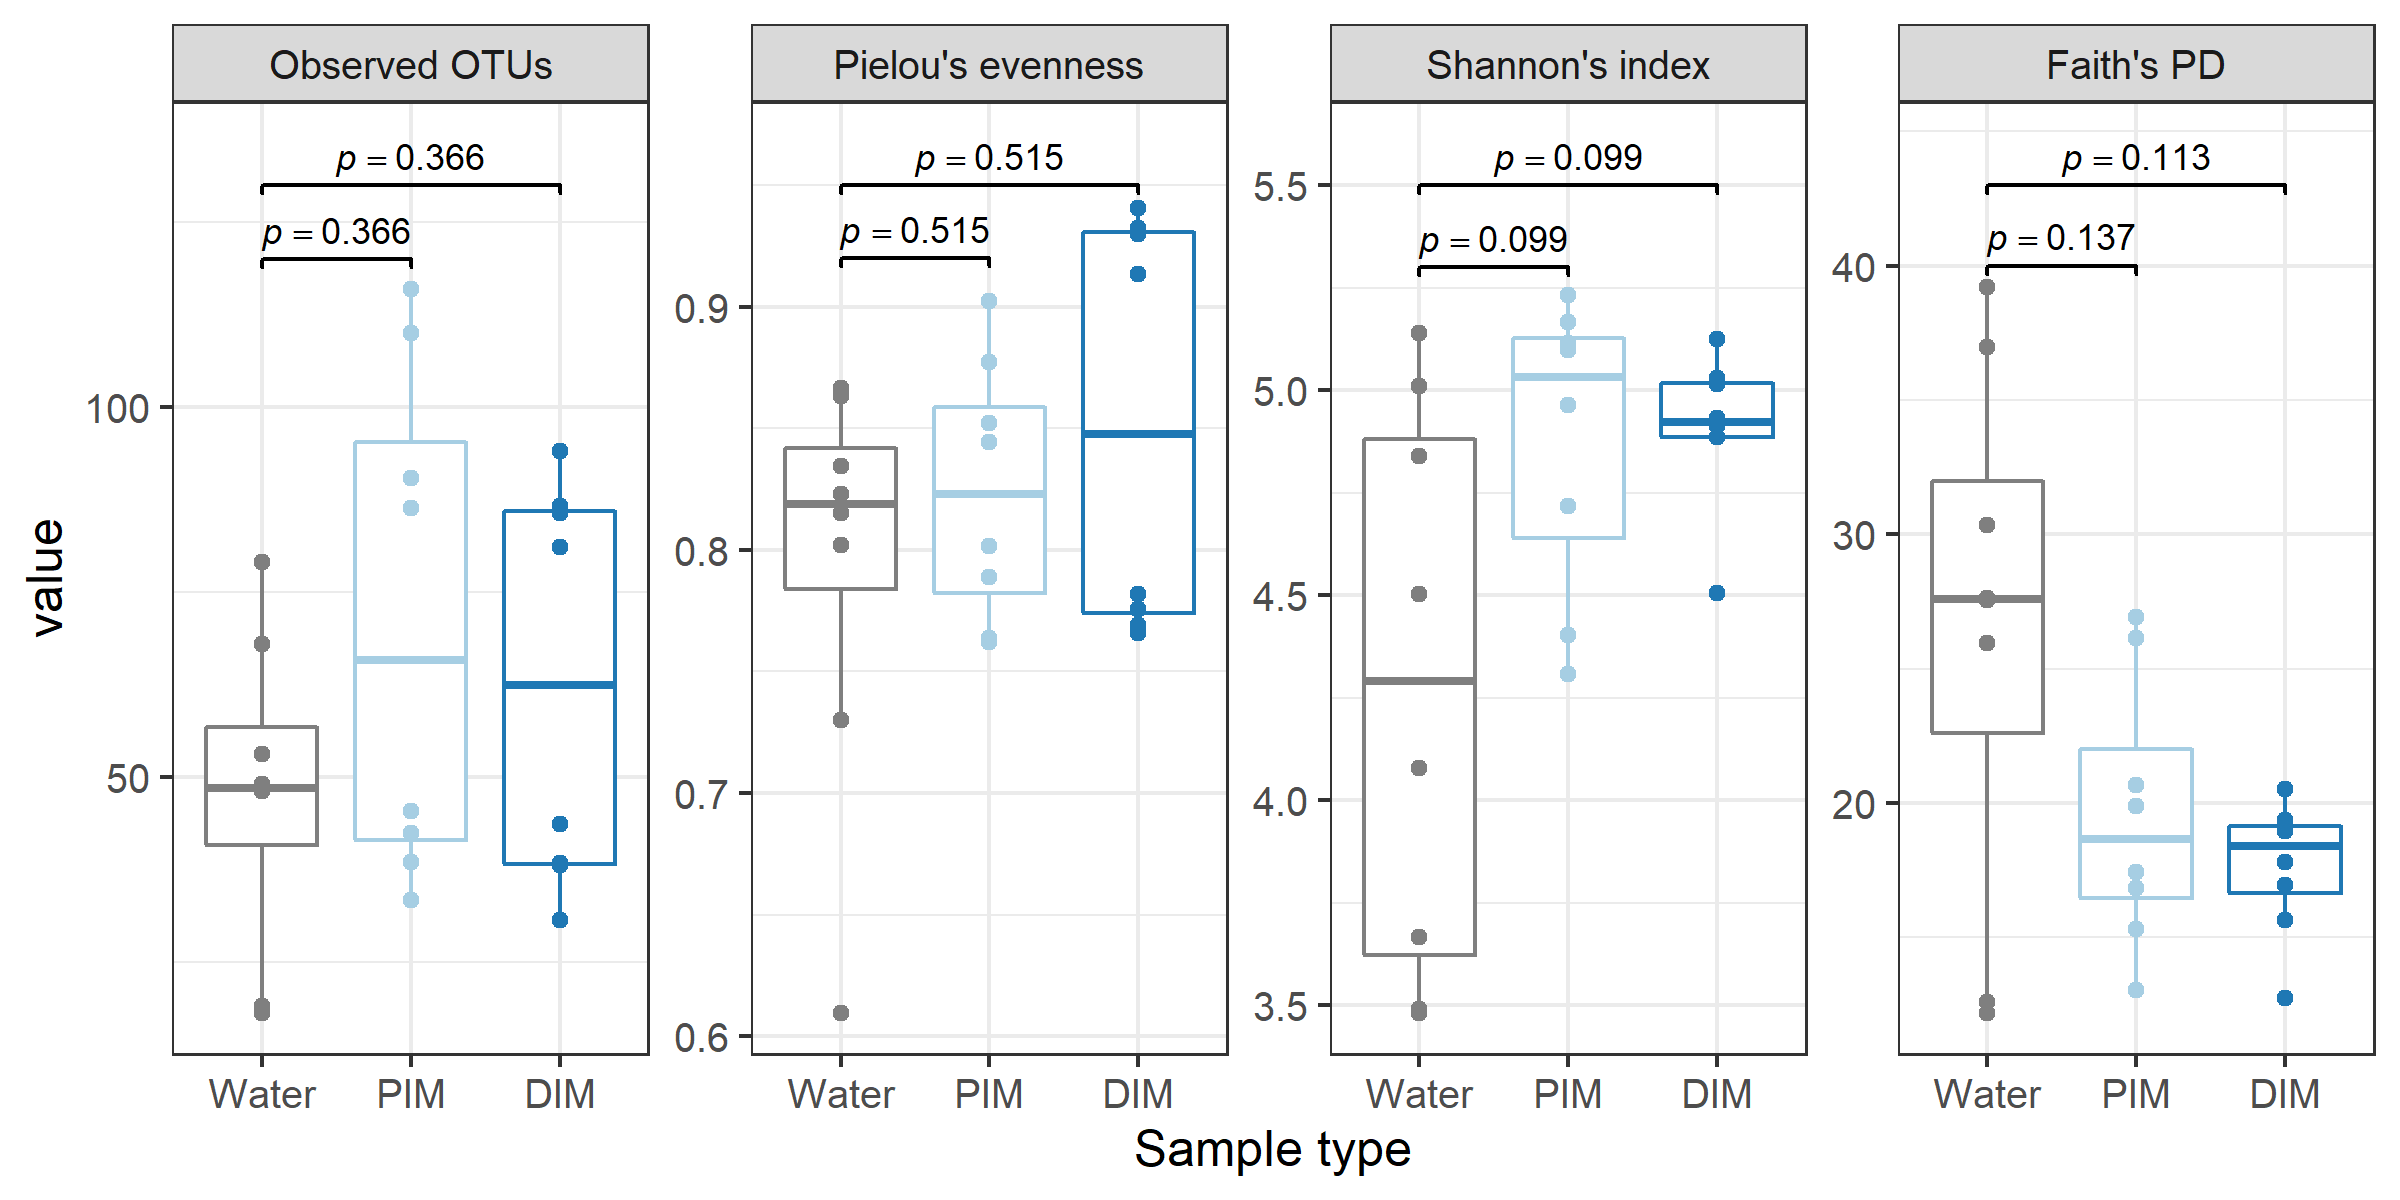 Observed OTUs
Pielou's evenness
Shannon's index
Faith's PD
p = 0.366
p = 0.366
100
50
Water
PIM
DIM
p = 0.515
p = 0.515
0.9
0.8
0.7
0.6
Water
PIM
DIM
p = 0.099
p = 0.099
5.5
5.0
4.5
4.0
3.5
Water
PIM
DIM
p = 0.113
p = 0.137
40
30
20
Water
PIM
DIM
value
Sample type